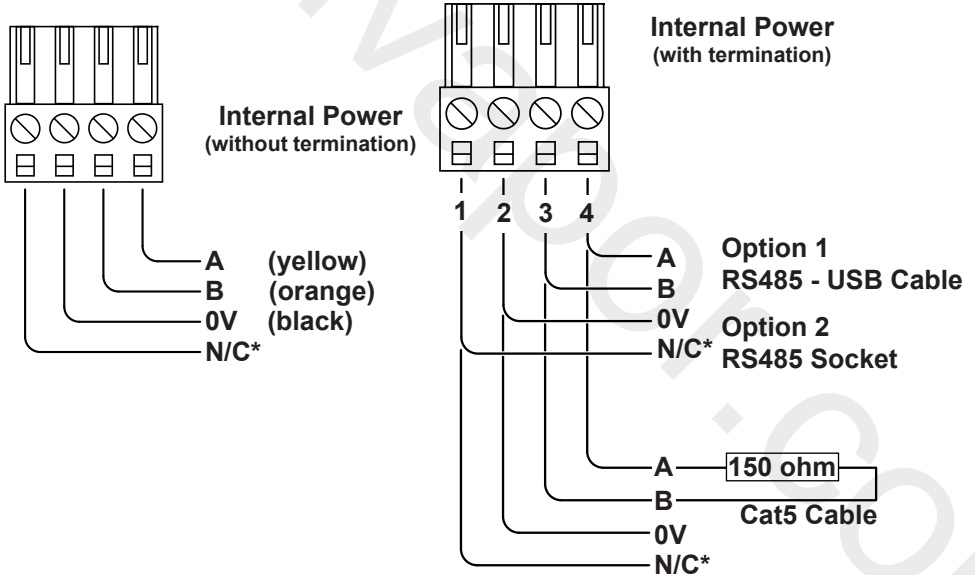 Internal Power
(without termination)
A (yellow)
B (orange)
0V (black)
N/C*
Internal Power
(with termination)
1 2 3 4
A
B
0V
N/C*
Option 1
RS485 - USB Cable
Option 2
RS485 Socket
A 150 ohm
B
Cat5 Cable
0V
N/C*